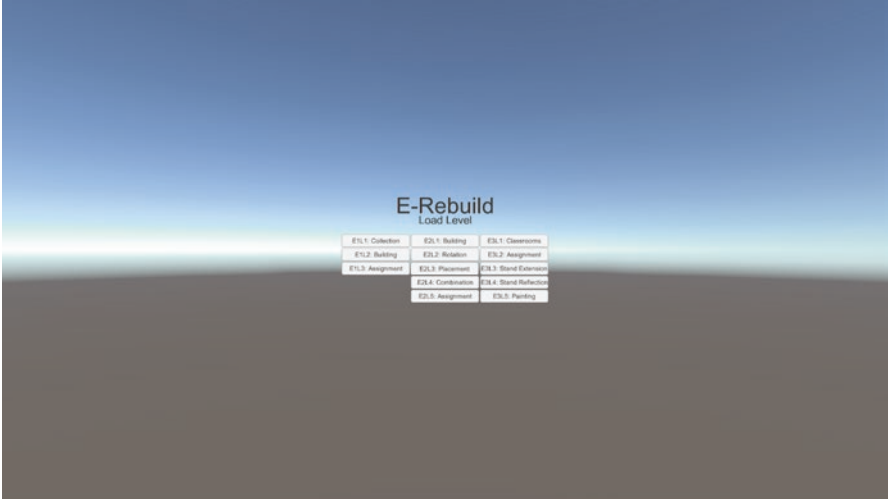 E-Rebuild
Load Level
E1L1: Collection E2L1: Building E3L1: Classrooms
E1L2: Building E2L2: Rotation E3L2: Assignment
E1L3: Assignment E2L3: Placement E3L3: Stand Extension
E2L4: Combination E3L4: Stand Reflection
E2L5: Assignment E3L5: Painting